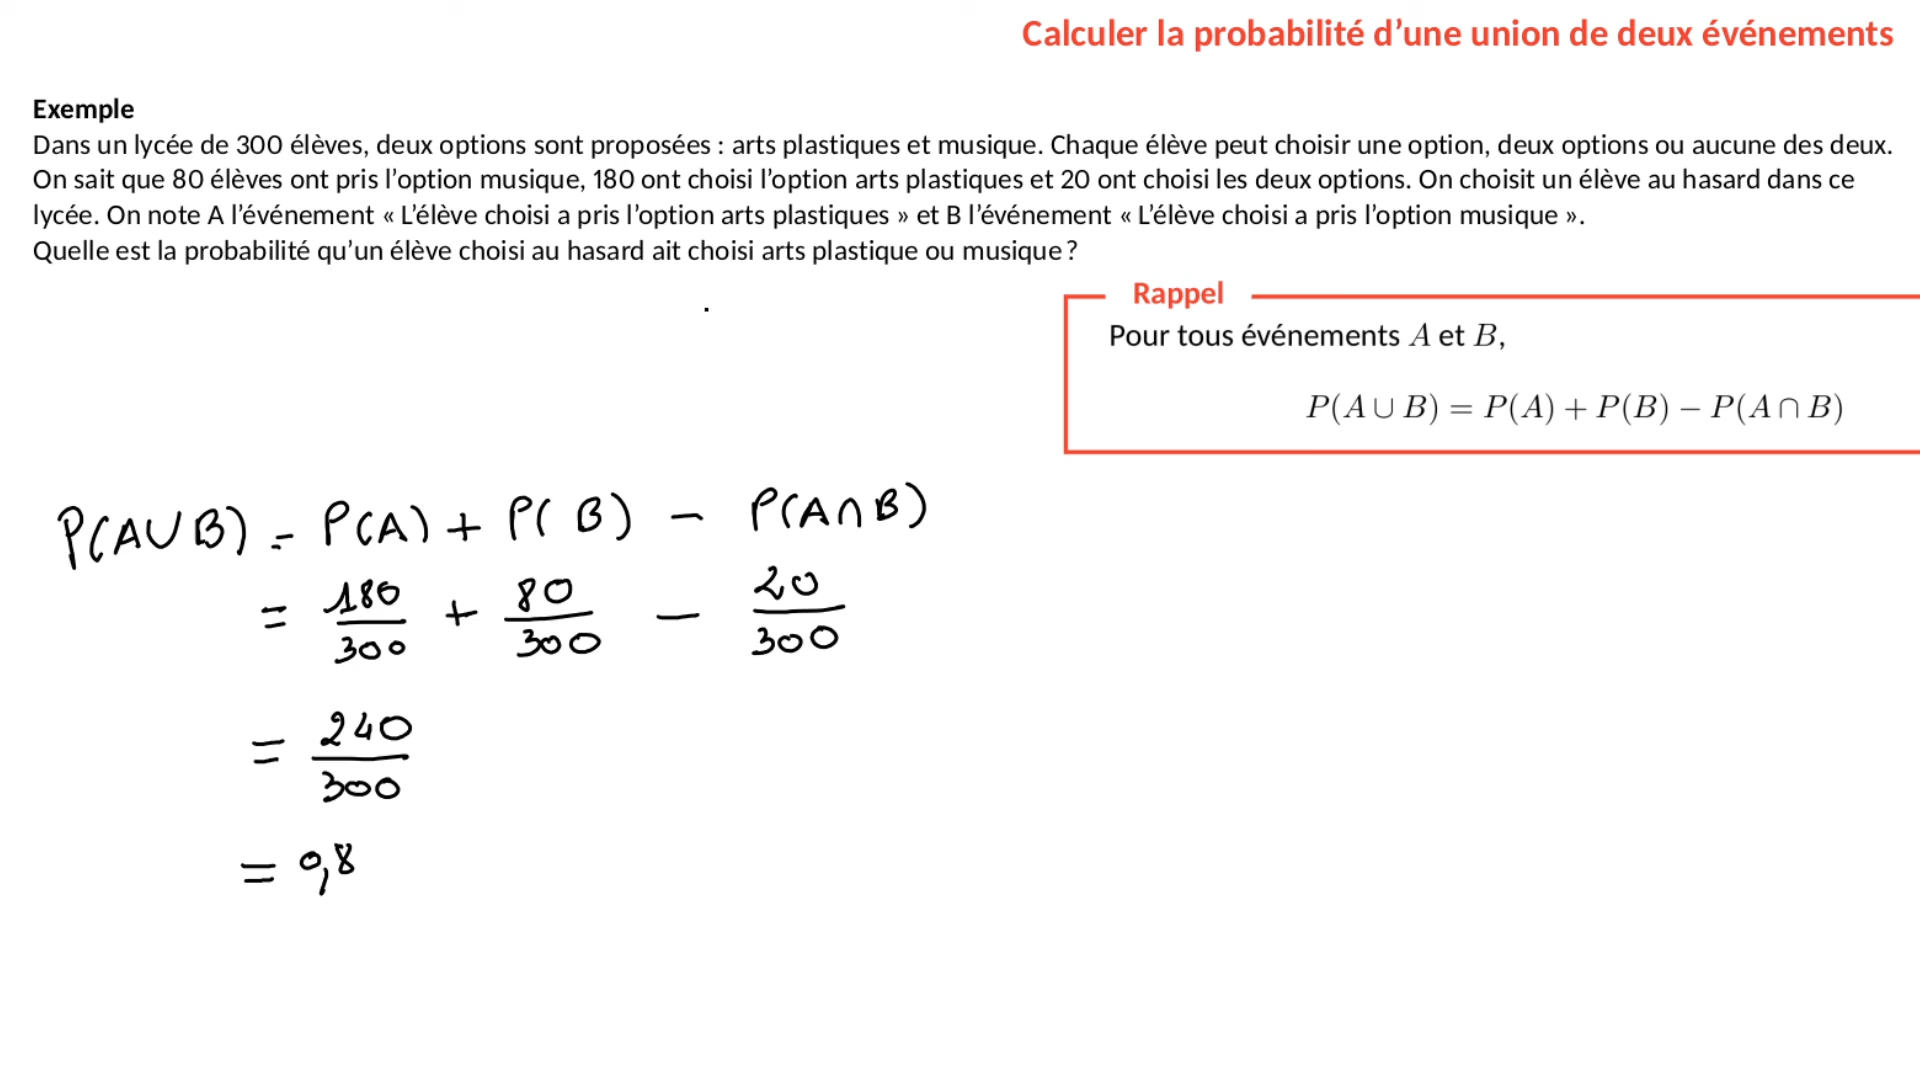 Calculer la probabilité d’une union de deux événements
Exemple
Dans un lycée de 300 élèves, deux options sont proposées : arts plastiques et musique. Chaque élève peut choisir une option, deux options ou aucune des deux.
On sait que 80 élèves ont pris l’option musique, 180 ont choisi l’option arts plastiques et 20 ont choisi les deux options. On choisit un élève au hasard dans ce
lycée. On note A l’événement « L’élève choisi a pris l’option arts plastiques » et B l’événement « L’élève choisi a pris l’option musique ».
Quelle est la probabilité qu’un élève choisi au hasard ait choisi arts plastique ou musique ?
Rappel
Pour tous événements A et B,
P(A ∪ B) = P(A) + P(B) − P(A ∩ B)
P(A∪B) = P(A) + P(B) − P(A∩B)
= 180/300 + 80/300 − 20/300
= 240/300
= 0,8